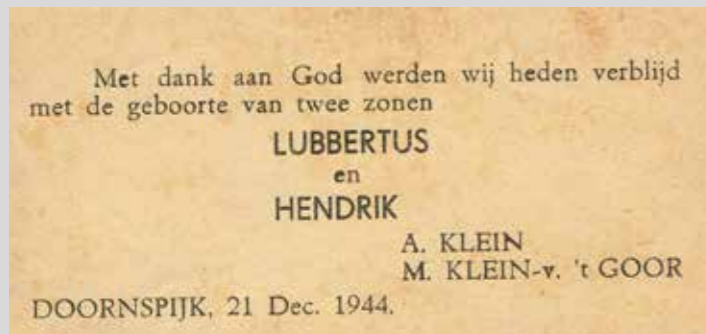 Met dank aan God werden wij heden verblijd
met de geboorte van twee zonen
LUBBERTUS
en
HENDRIK
A. KLEIN
M. KLEIN-v. 't GOOR
DOORNSPIJK, 21 Dec. 1944.